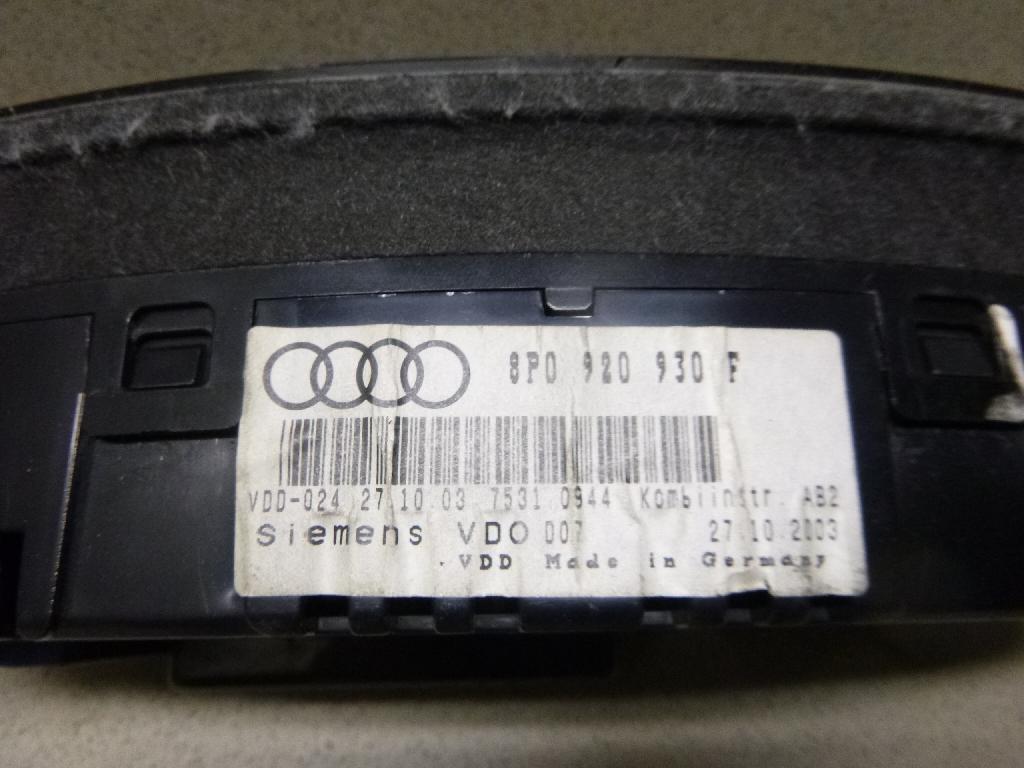 8P0 920 930 F
VDD-024 27.10.03 7531 0944 Kombiinstr. AB2
Siemens VDO 007 27.10.2003
VDD Made in Germany